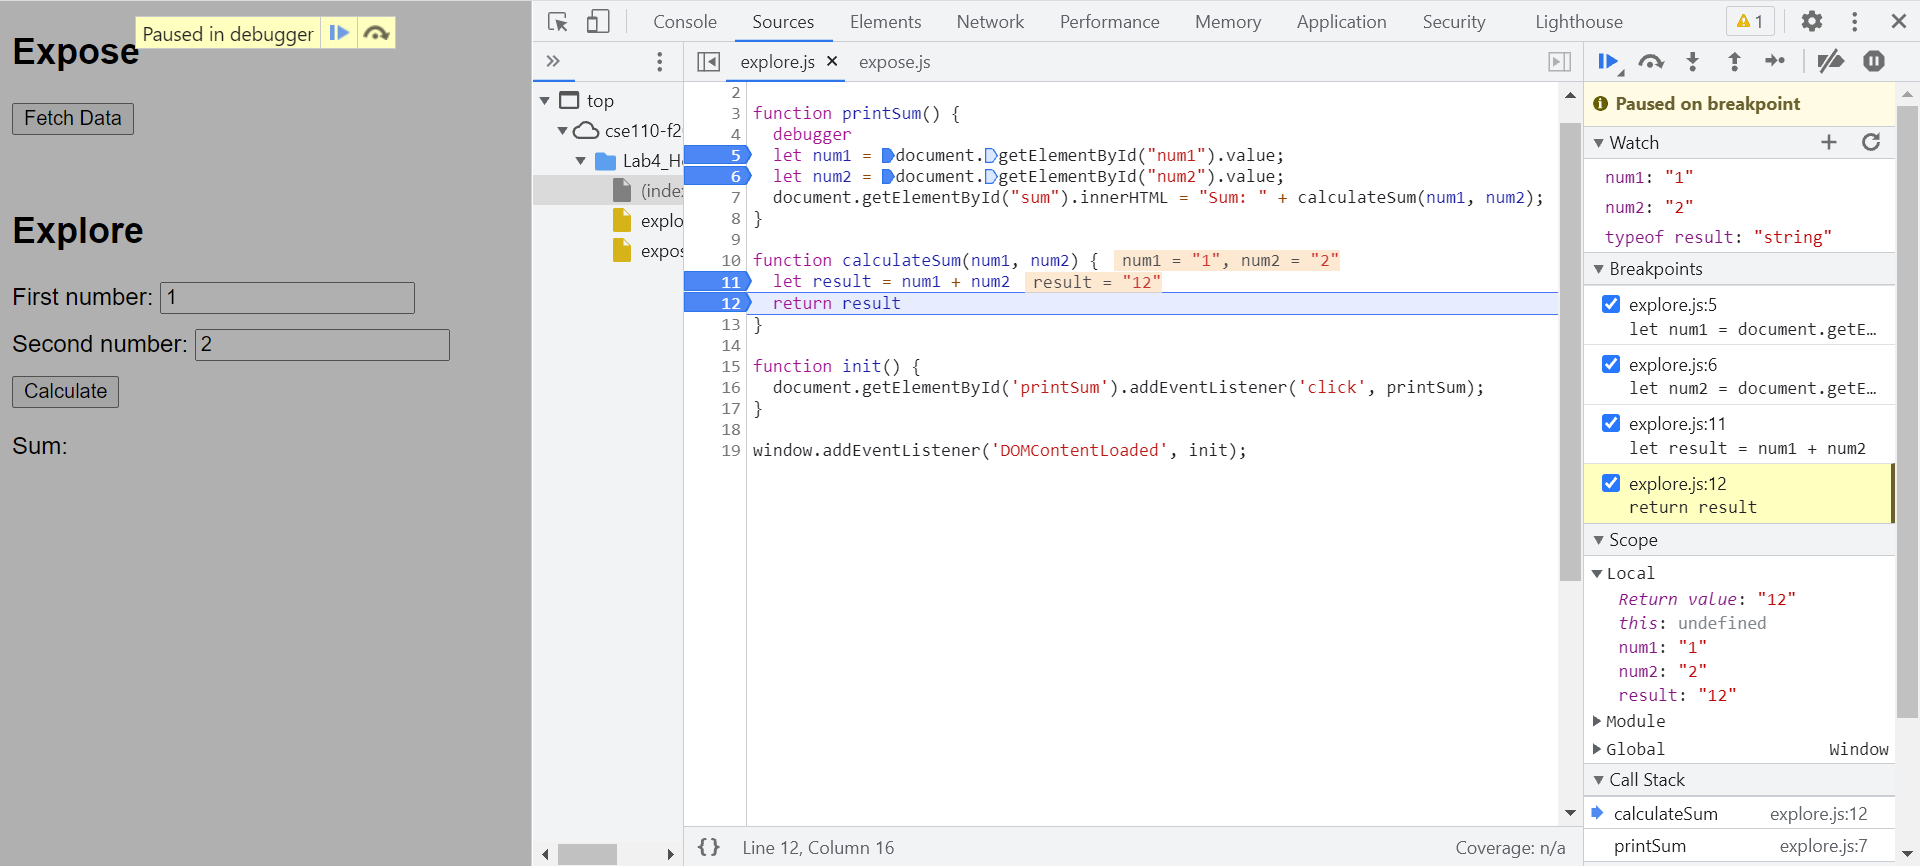 Paused in debugger
Expose
Fetch Data
Explore
First number: 1
Second number: 2
Calculate
Sum:
Console Sources Elements Network Performance Memory Application Security Lighthouse 1
explore.js × expose.js
top
cse110-f2
Lab4_H
(inde
explo
expos
2
3 function printSum() {
4 debugger
5 let num1 = document.getElementById("num1").value;
6 let num2 = document.getElementById("num2").value;
7 document.getElementById("sum").innerHTML = "Sum: " + calculateSum(num1, num2);
8 }
9
10 function calculateSum(num1, num2) { num1 = "1", num2 = "2"
11 let result = num1 + num2 result = "12"
12 return result
13 }
14
15 function init() {
16 document.getElementById('printSum').addEventListener('click', printSum);
17 }
18
19 window.addEventListener('DOMContentLoaded', init);
{} Line 12, Column 16 Coverage: n/a
Paused on breakpoint
Watch
num1: "1"
num2: "2"
typeof result: "string"
Breakpoints
explore.js:5
let num1 = document.getE…
explore.js:6
let num2 = document.getE…
explore.js:11
let result = num1 + num2
explore.js:12
return result
Scope
Local
Return value: "12"
this: undefined
num1: "1"
num2: "2"
result: "12"
Module
Global Window
Call Stack
calculateSum explore.js:12
printSum explore.js:7